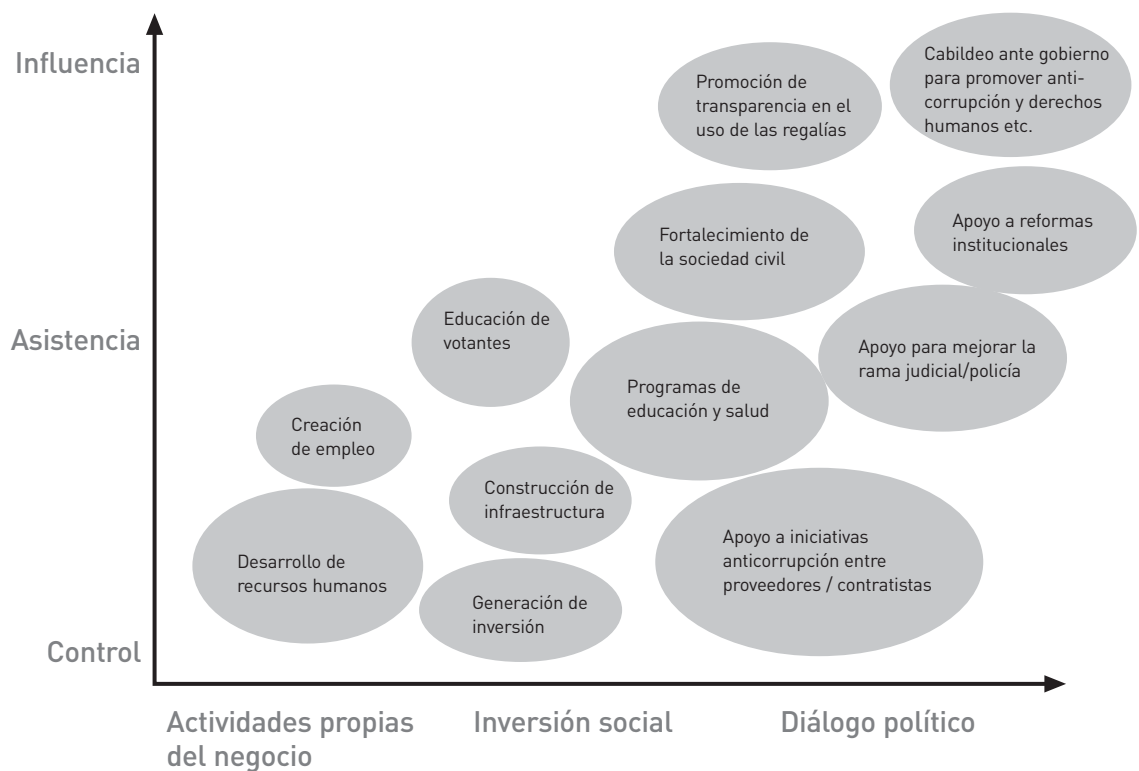 Influencia
Asistencia
Control
Promoción de
transparencia en el
uso de las regalías
Cabildeo ante gobierno
para promover anti-
corrupción y derechos
humanos etc.
Fortalecimiento de
la sociedad civil
Apoyo a reformas
institucionales
Educación de
votantes
Programas de
educación y salud
Apoyo para mejorar la
rama judicial/policía
Creación
de empleo
Construcción de
infraestructura
Desarrollo de
recursos humanos
Generación de
inversión
Apoyo a iniciativas
anticorrupción entre
proveedores / contratistas
Actividades propias
del negocio
Inversión social
Diálogo político